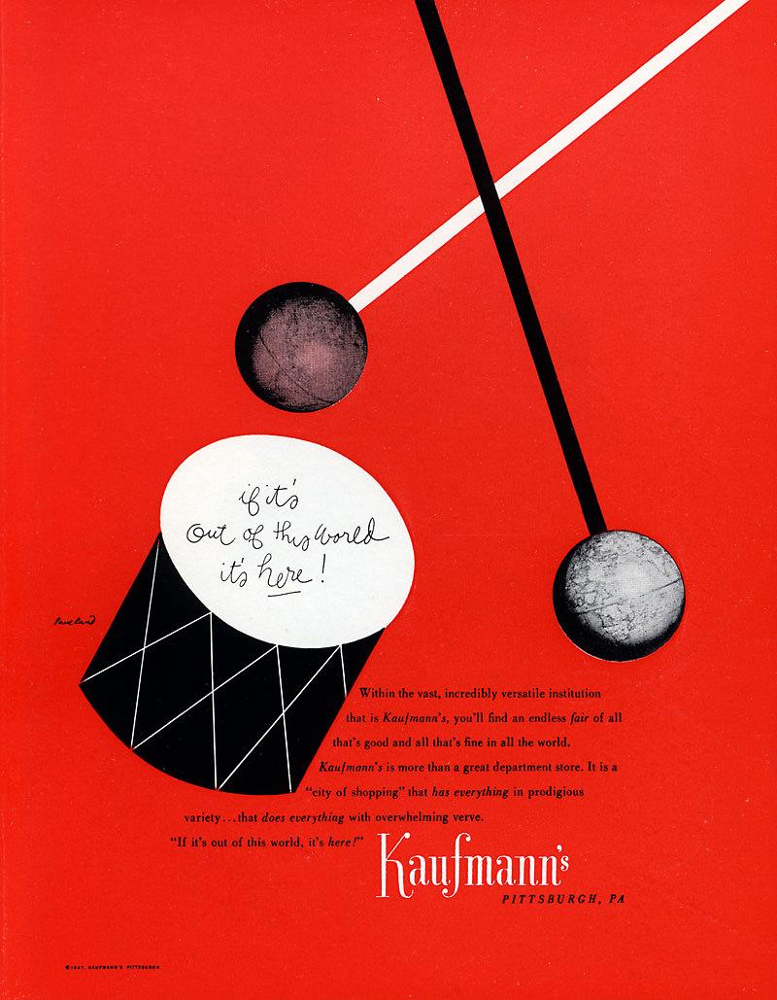 if it's
out of this world
it's here!
Paul Rand
Within the vast, incredibly versatile institution
that is Kaufmann's, you'll find an endless fair of all
that's good and all that's fine in all the world.
Kaufmann's is more than a great department store. It is a
"city of shopping" that has everything in prodigious
variety...that does everything with overwhelming verve.
"If it's out of this world, it's here!"
Kaufmann's
PITTSBURGH, PA
©1947, KAUFMANN'S PITTSBURGH